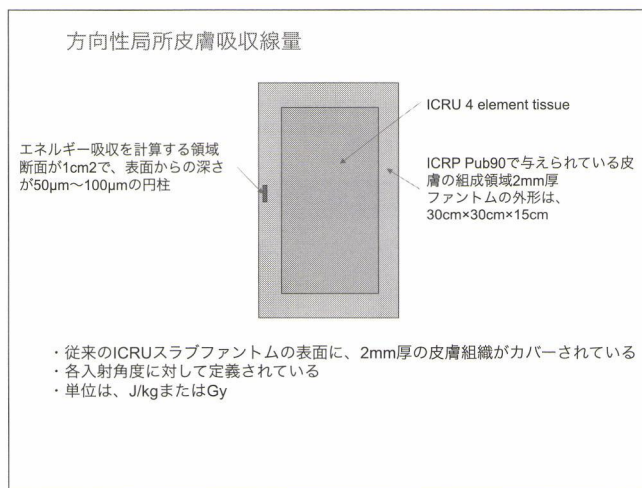 方向性局所皮膚吸収線量
ICRU 4 element tissue
エネルギー吸収を計算する領域
断面が1cm2で、表面からの深さ
が50μm〜100μmの円柱
ICRP Pub90で与えられている皮
膚の組成領域2mm厚
ファントムの外形は、
30cm×30cm×15cm
・従来のICRUスラブファントムの表面に、2mm厚の皮膚組織がカバーされている
・各入射角度に対して定義されている
・単位は、J/kgまたはGy